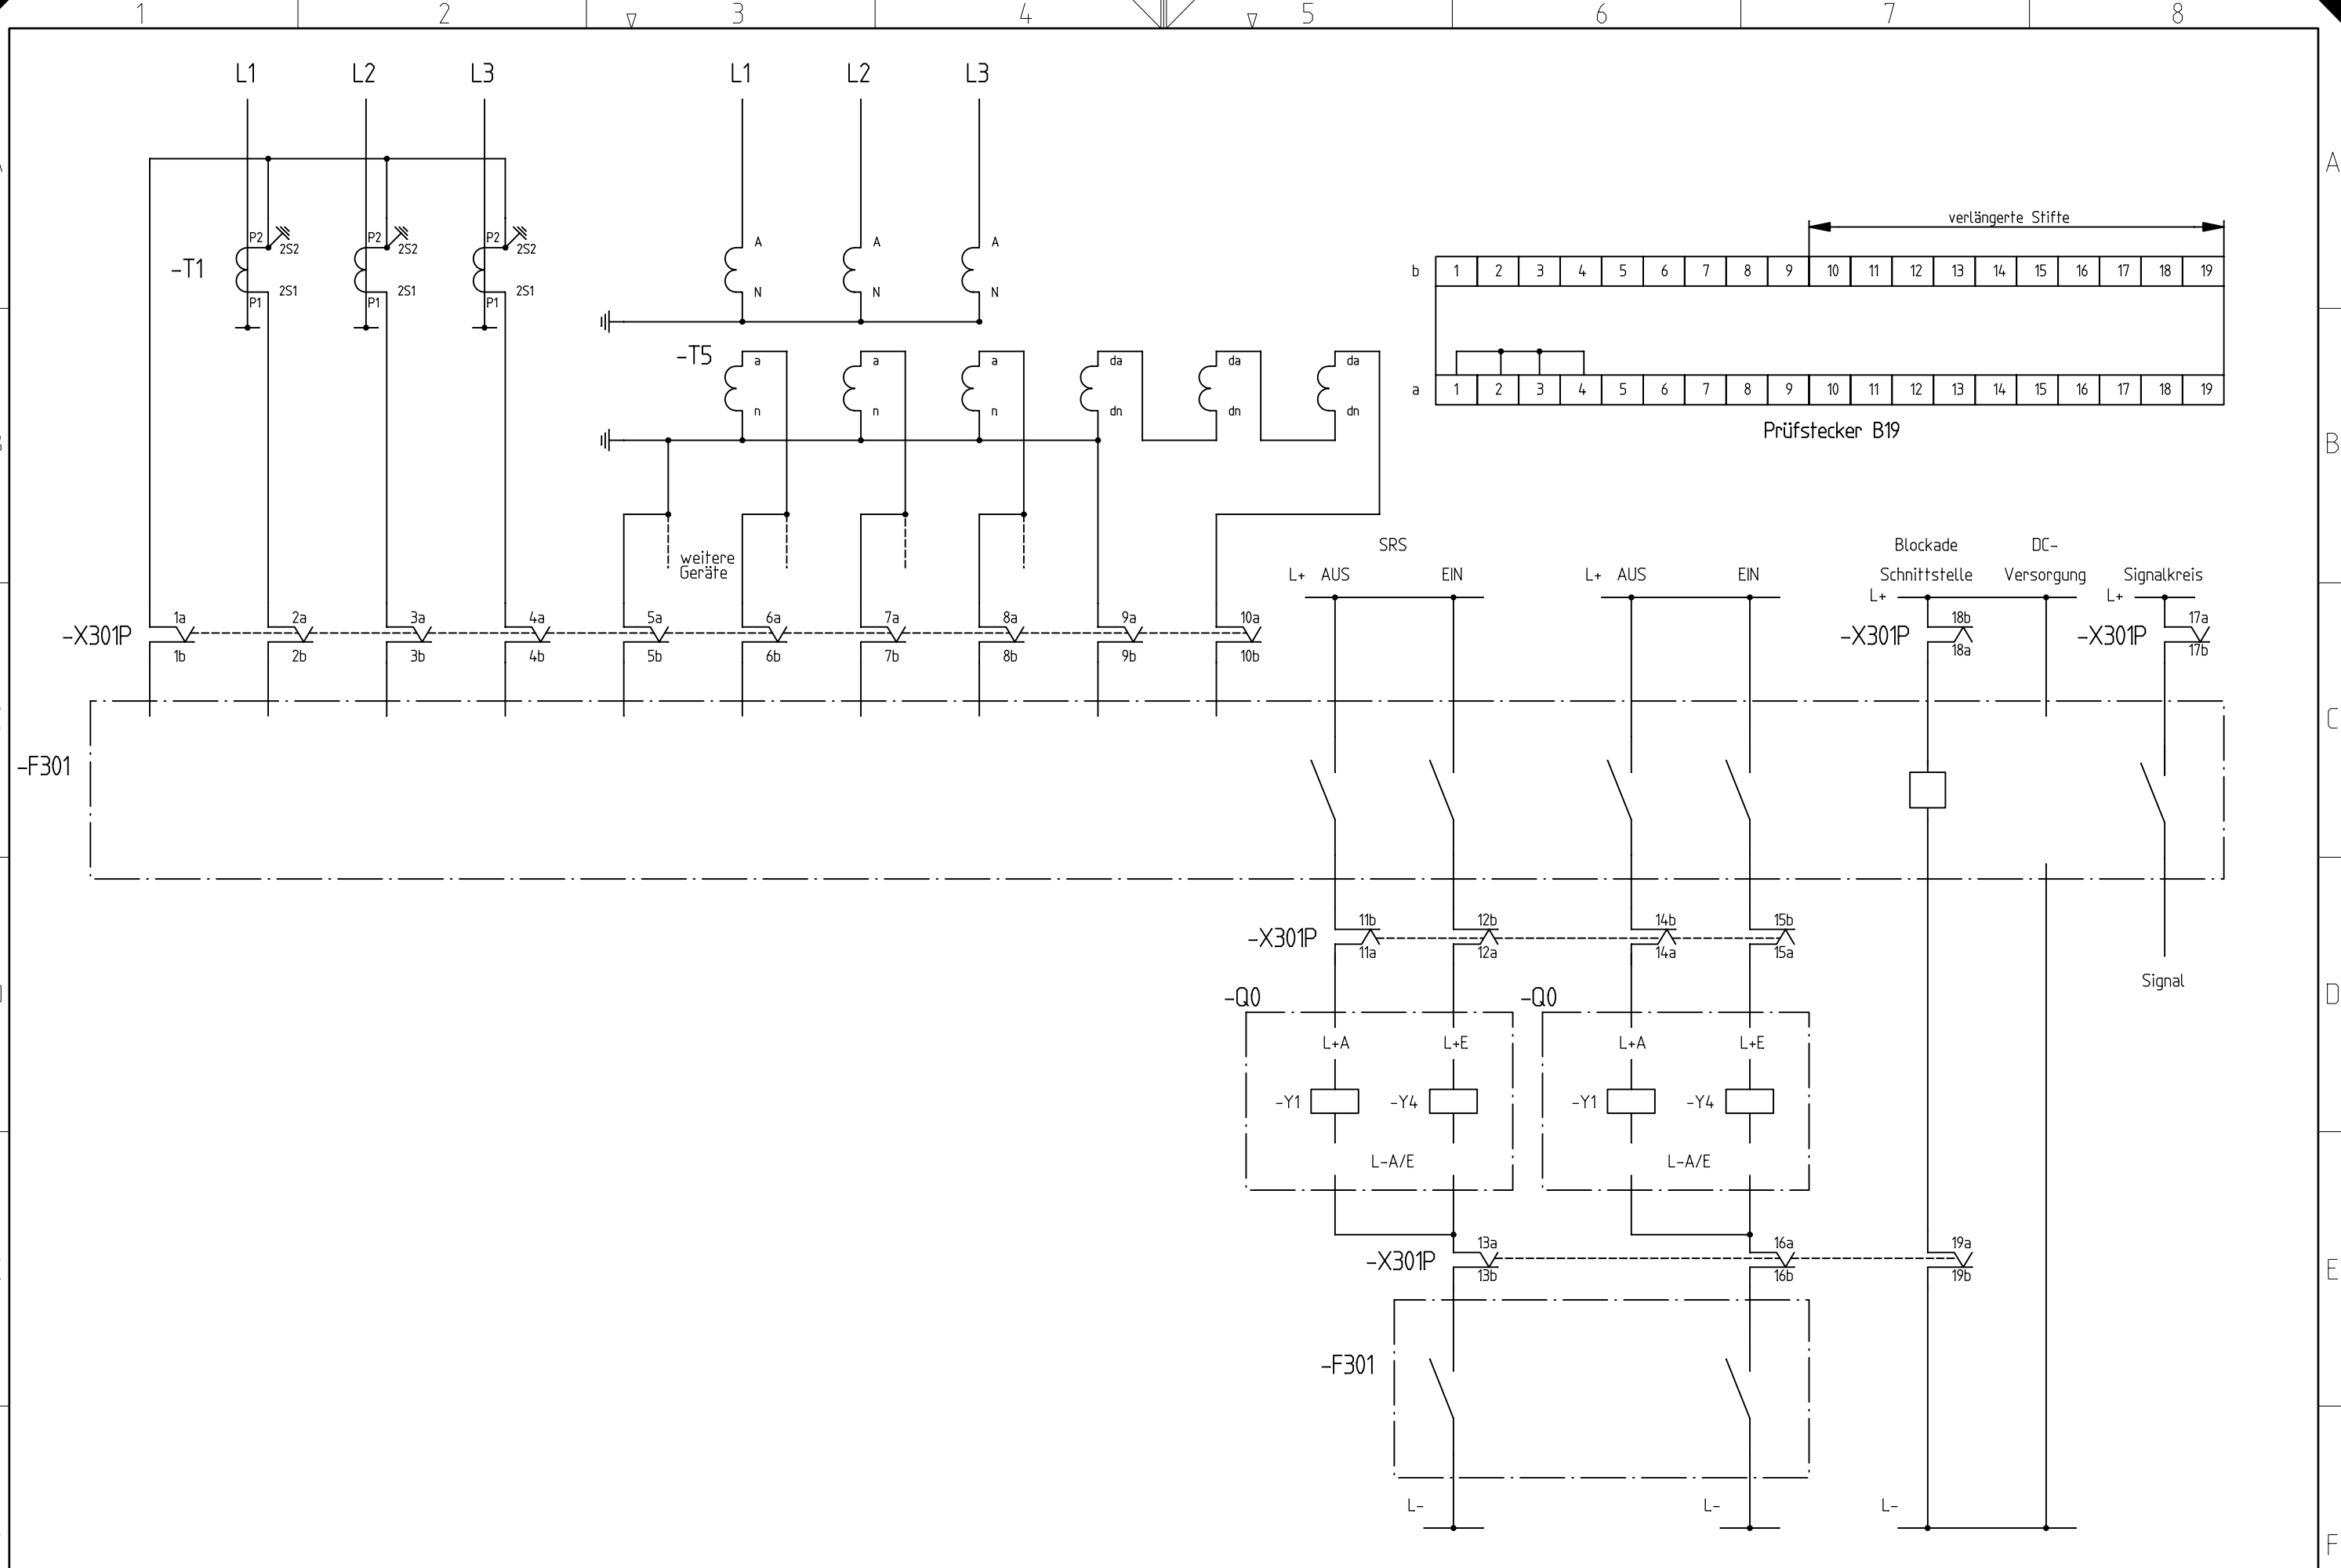 1 2 3 4 5 6 7 8
L1 L2 L3 L1 L2 L3
A
P2 2S2 P2 2S2 P2 2S2
-T1
2S1 2S1 2S1
P1 P1 P1
A A A
N N N
verlängerte Stifte
b 1 2 3 4 5 6 7 8 9 10 11 12 13 14 15 16 17 18 19
a 1 2 3 4 5 6 7 8 9 10 11 12 13 14 15 16 17 18 19
Prüfstecker B19
-T5
a a a da da da
n n n dn dn dn
B
weitere
Geräte
SRS
L+ AUS EIN
L+ AUS EIN
Blockade
Schnittstelle
L+
DC-
Versorgung
Signalkreis
L+
1a 2a 3a 4a 5a 6a 7a 8a 9a 10a
-X301P
1b 2b 3b 4b 5b 6b 7b 8b 9b 10b
18b
-X301P
18a
17a
-X301P
17b
C
-F301
11b 12b 14b 15b
-X301P
11a 12a 14a 15a
Signal
D
-Q0 -Q0
L+A L+E L+A L+E
-Y1 -Y4 -Y1 -Y4
L-A/E L-A/E
13a 16a 19a
-X301P
13b 16b 19b
E
-F301
L- L- L-
F